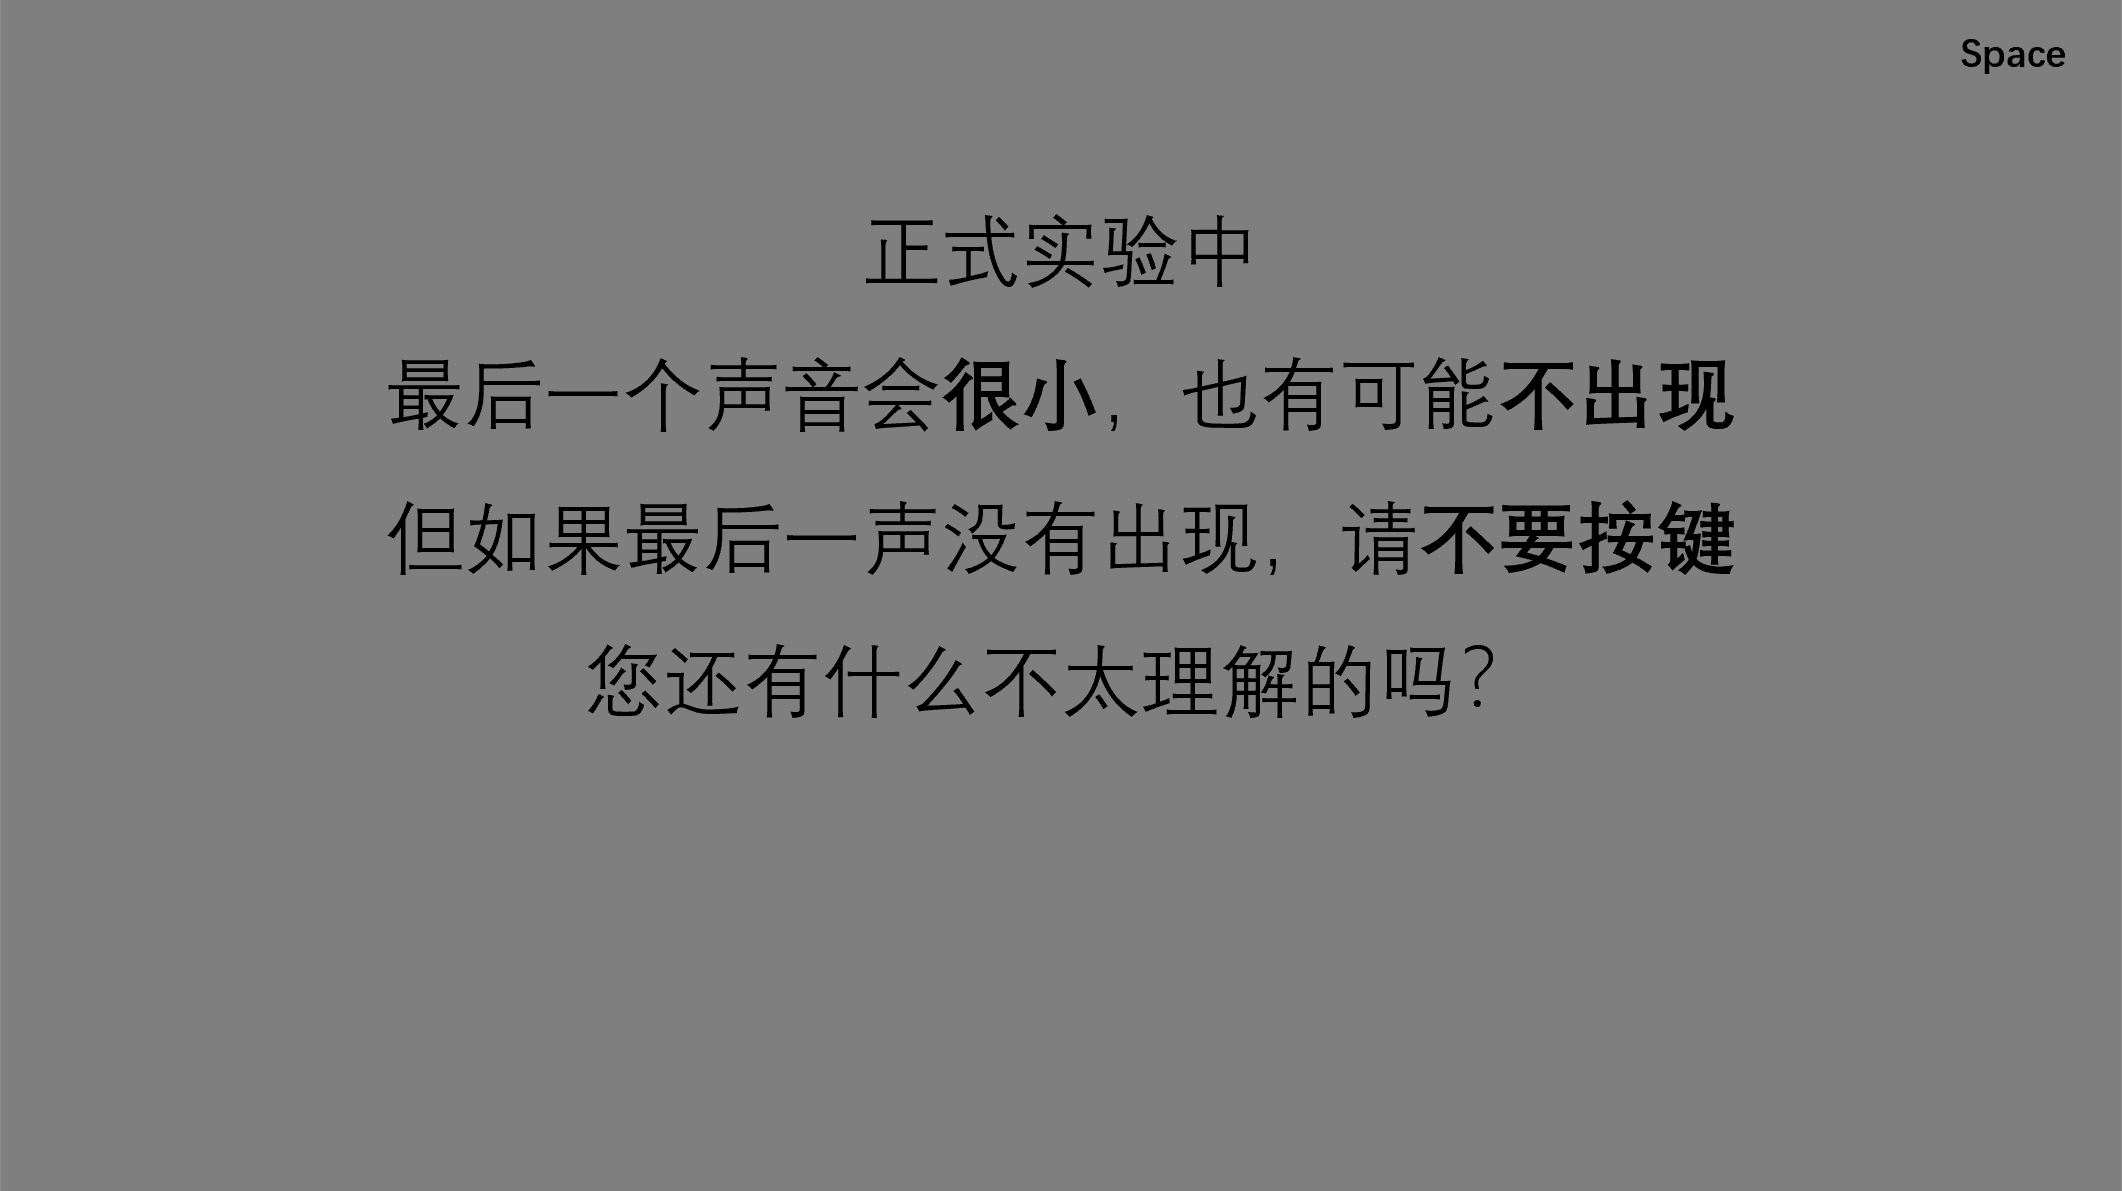 Space
正式实验中
最后一个声音会很小，也有可能不出现
但如果最后一声没有出现，请不要按键
您还有什么不太理解的吗？